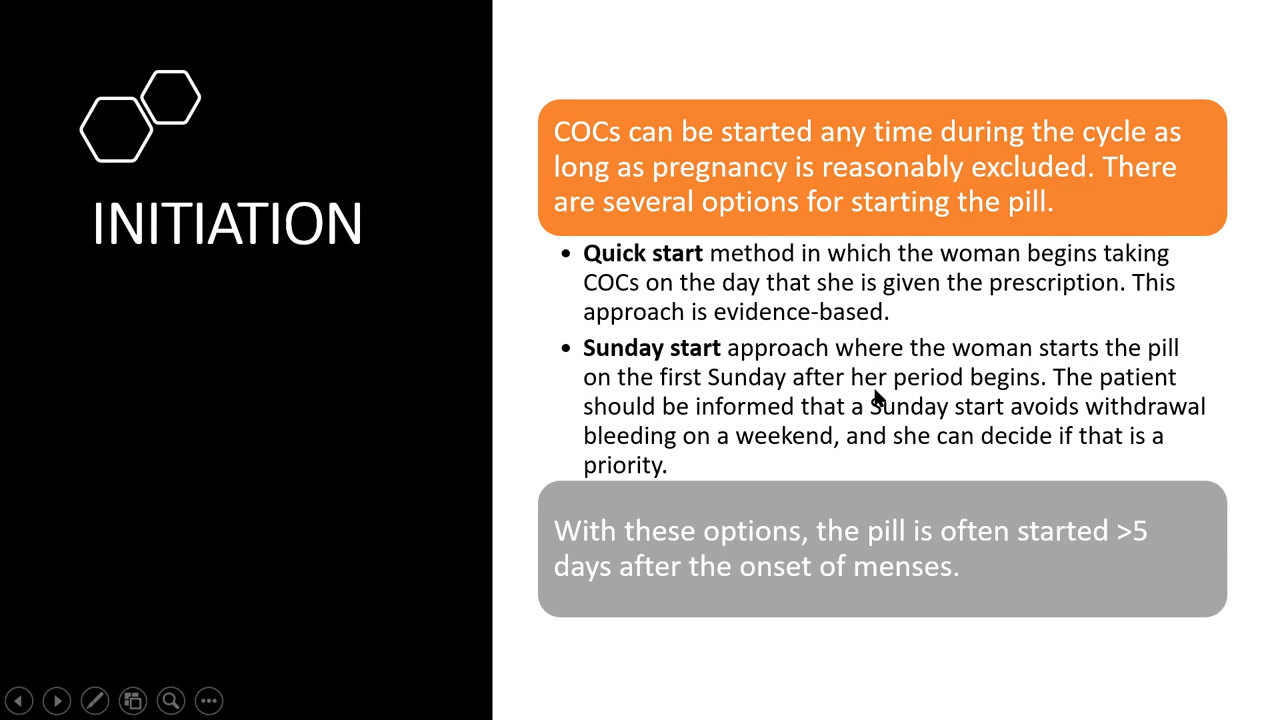 INITIATION
COCs can be started any time during the cycle as
long as pregnancy is reasonably excluded. There
are several options for starting the pill.
• Quick start method in which the woman begins taking
COCs on the day that she is given the prescription. This
approach is evidence-based.
• Sunday start approach where the woman starts the pill
on the first Sunday after her period begins. The patient
should be informed that a Sunday start avoids withdrawal
bleeding on a weekend, and she can decide if that is a
priority.
With these options, the pill is often started >5
days after the onset of menses.